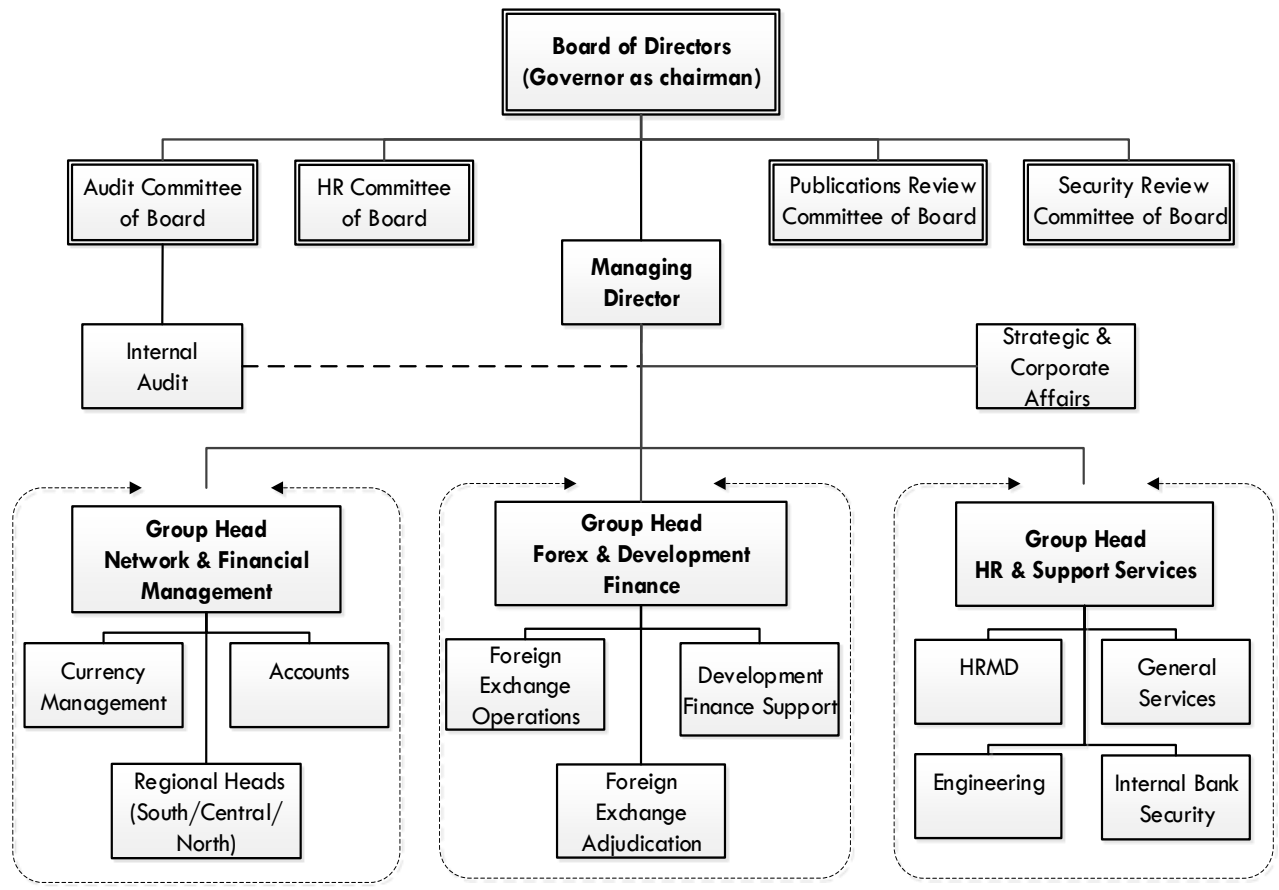 Board of Directors
(Governor as chairman)
Audit Committee
of Board
HR Committee
of Board
Publications Review
Committee of Board
Security Review
Committee of Board
Managing
Director
Internal
Audit
Strategic &
Corporate
Affairs
Group Head
Network & Financial
Management
Group Head
Forex & Development
Finance
Group Head
HR & Support Services
Currency
Management
Accounts
Regional Heads
(South/Central/
North)
Foreign
Exchange
Operations
Development
Finance Support
Foreign
Exchange
Adjudication
HRMD
General
Services
Engineering
Internal Bank
Security